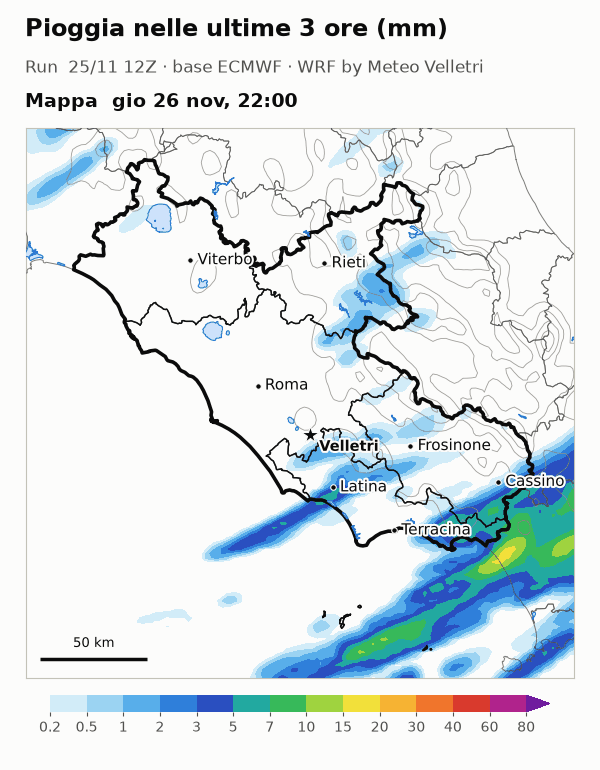 Pioggia nelle ultime 3 ore (mm)
Run  25/11 12Z · base ECMWF · WRF by Meteo Velletri
Mappa  gio 26 nov, 22:00
Viterbo
Rieti
Roma
Velletri
Frosinone
Latina
Cassino
Terracina
50 km
0.2 0.5 1 2 3 5 7 10 15 20 30 40 60 80